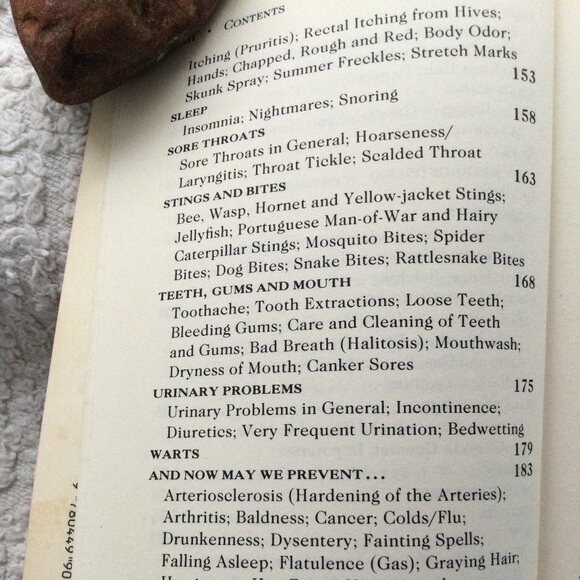 • CONTENTS
Itching (Pruritis); Rectal Itching from Hives;
Hands; Chapped, Rough and Red; Body Odor;
Skunk Spray; Summer Freckles; Stretch Marks
SLEEP 153
Insomnia; Nightmares; Snoring
SORE THROATS 158
Sore Throats in General; Hoarseness/
Laryngitis; Throat Tickle; Scalded Throat
STINGS AND BITES 163
Bee, Wasp, Hornet and Yellow-jacket Stings;
Jellyfish; Portuguese Man-of-War and Hairy
Caterpillar Stings; Mosquito Bites; Spider
Bites; Dog Bites; Snake Bites; Rattlesnake Bites
TEETH, GUMS AND MOUTH 168
Toothache; Tooth Extractions; Loose Teeth;
Bleeding Gums; Care and Cleaning of Teeth
and Gums; Bad Breath (Halitosis); Mouthwash;
Dryness of Mouth; Canker Sores
URINARY PROBLEMS 175
Urinary Problems in General; Incontinence;
Diuretics; Very Frequent Urination; Bedwetting
WARTS 179
AND NOW MAY WE PREVENT... 183
Arteriosclerosis (Hardening of the Arteries);
Arthritis; Baldness; Cancer; Colds/Flu;
Drunkenness; Dysentery; Fainting Spells;
Falling Asleep; Flatulence (Gas); Graying Hair;
9 780449 90